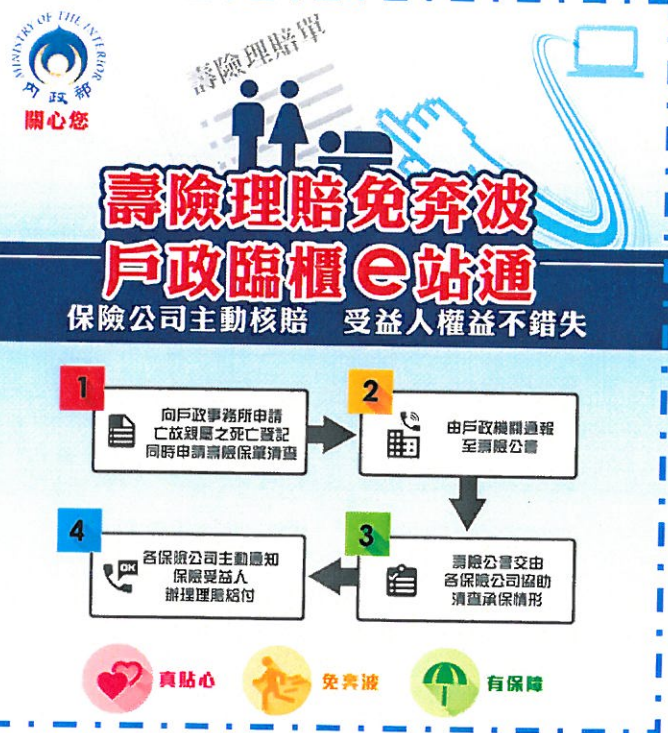 MINISTRY OF THE INTERIOR
內政部
關心您
壽險理賠單
壽險理賠免奔波
戶政臨櫃e站通
保險公司主動核賠 受益人權益不錯失
1
向戶政事務所申請
亡故親屬之死亡登記
同時申請壽險保單清查
2
由戶政機關通報
至壽險公會
4
OK
各保險公司主動通知
保險受益人
辦理理賠給付
3
壽險公會交由
各保險公司協助
清查承保情形
真貼心
免奔波
有保障